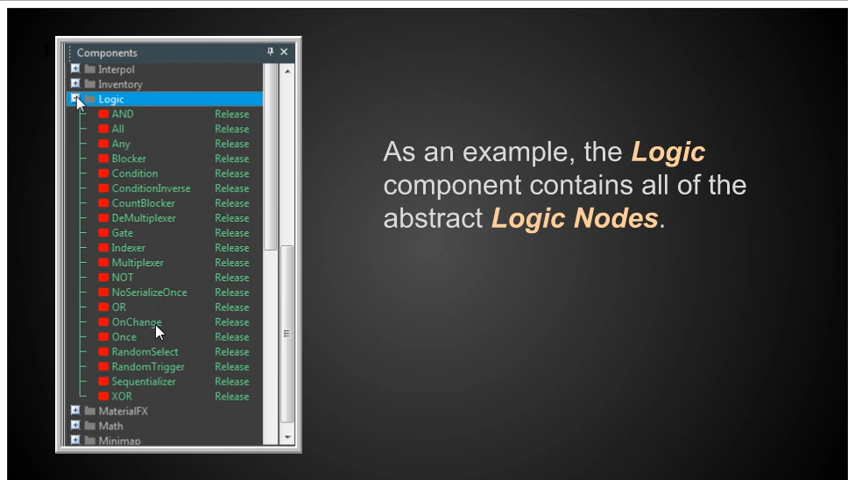 Components
Interpol
Inventory
Logic
AND Release
All Release
Any Release
Blocker Release
Condition Release
ConditionInverse Release
CountBlocker Release
DeMultiplexer Release
Gate Release
Indexer Release
Multiplexer Release
NOT Release
NoSerializeOnce Release
OR Release
OnChange Release
Once Release
RandomSelect Release
RandomTrigger Release
Sequentializer Release
XOR Release
MaterialFX
Math
Minimap
As an example, the Logic
component contains all of the
abstract Logic Nodes.